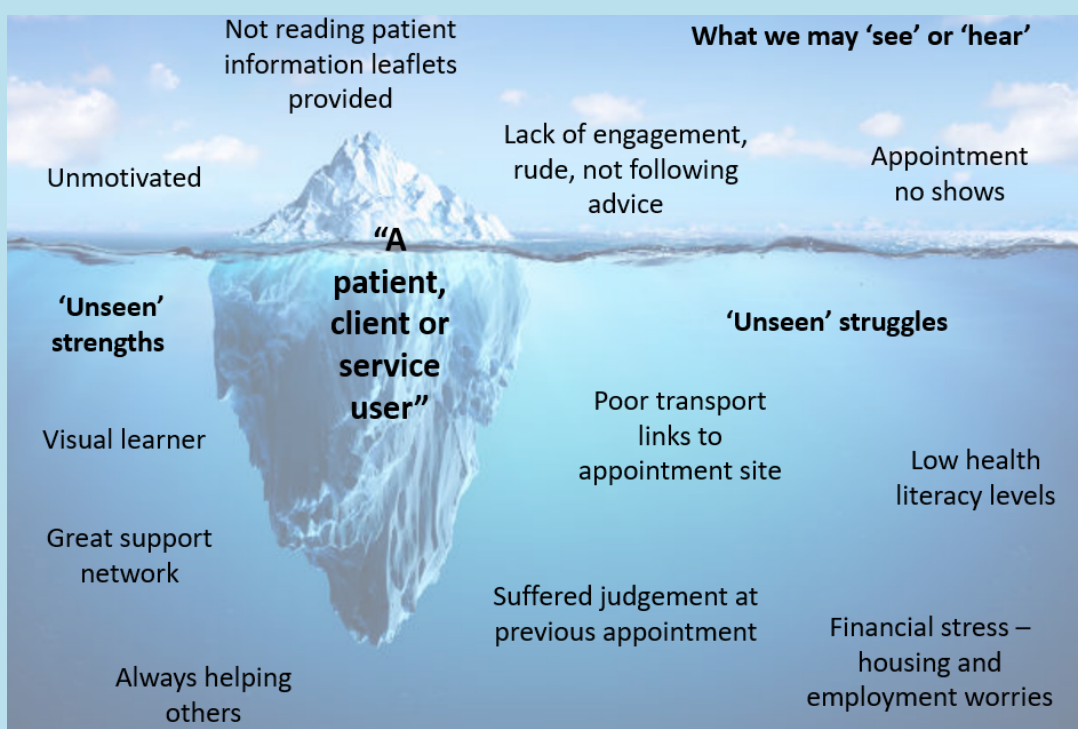 Not reading patient
information leaflets
provided
What we may ‘see’ or ‘hear’
Unmotivated
Lack of engagement,
rude, not following
advice
Appointment
no shows
“A
patient,
client or
service
user”
‘Unseen’
strengths
Visual learner
Great support
network
Always helping
others
‘Unseen’ struggles
Poor transport
links to
appointment site
Low health
literacy levels
Suffered judgement at
previous appointment
Financial stress –
housing and
employment worries